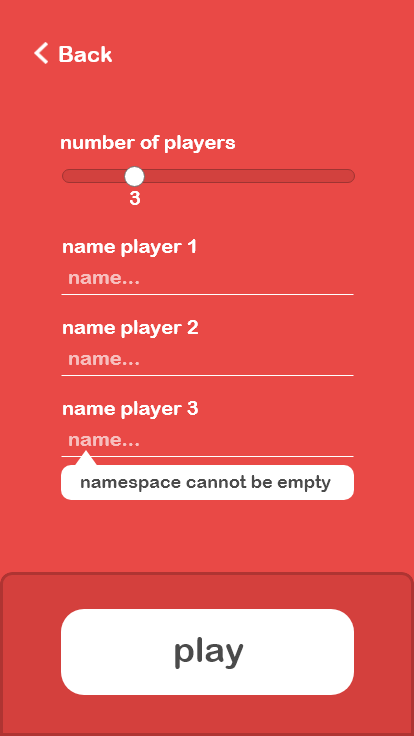 Back
number of players
3
name player 1
name...
name player 2
name...
name player 3
name...
namespace cannot be empty
play